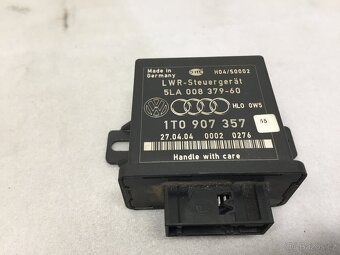 Made in
Germany
H04/S0002
LWR-Steuergerät
5LA 008 379-60
HLO 0W5
1T0 907 357
27.04.04 0002 0276
Handle with care